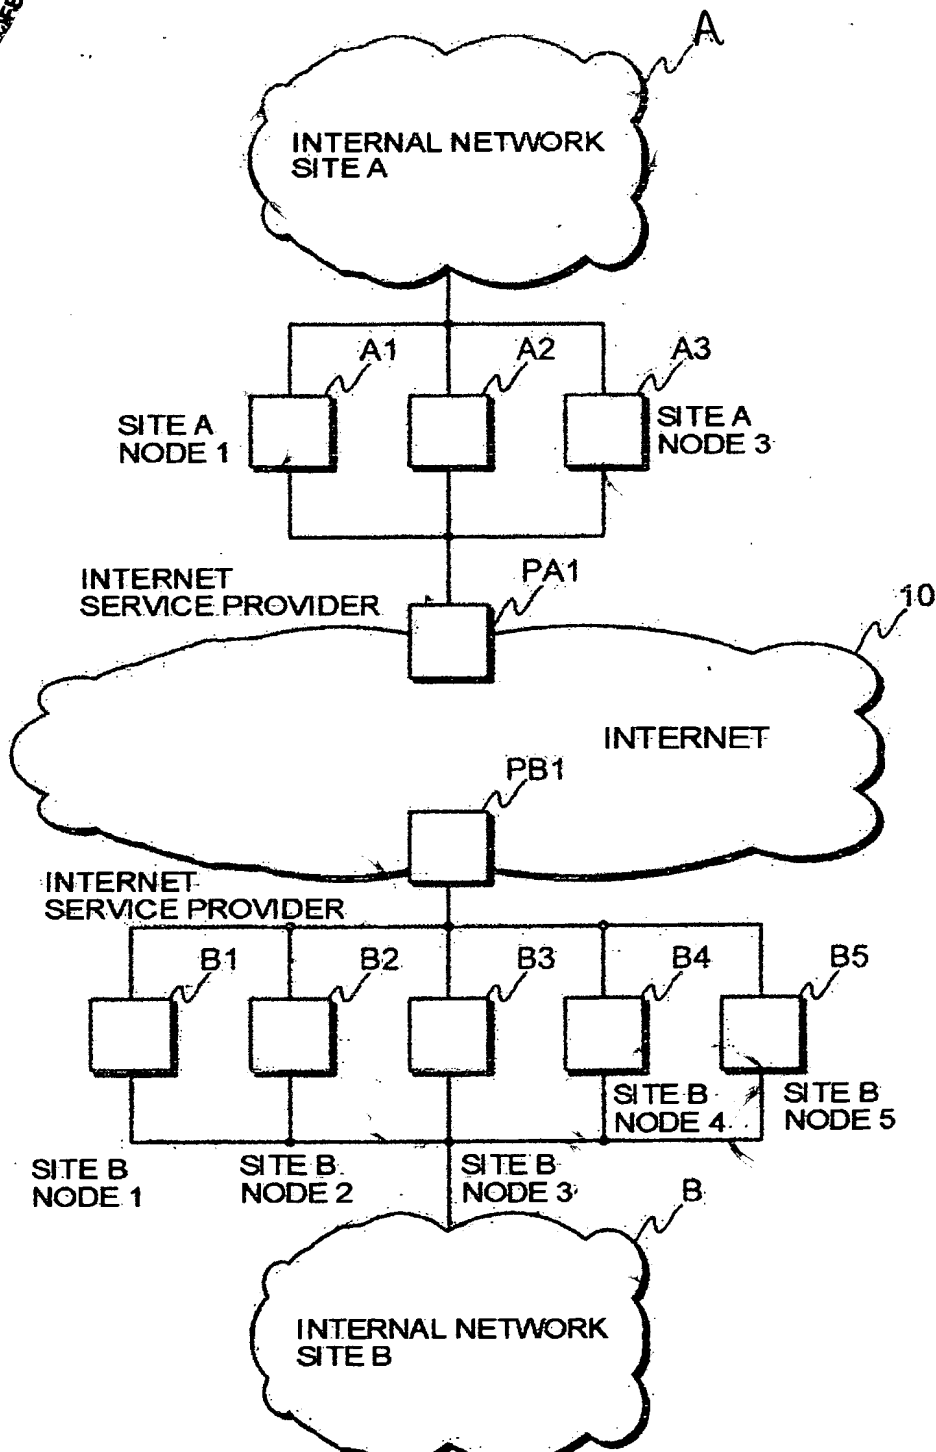 A
INTERNAL NETWORK
SITE A
A1
A2
A3
SITE A
NODE 1
SITE A
NODE 3
INTERNET
SERVICE PROVIDER
PA1
10
INTERNET
PB1
INTERNET
SERVICE PROVIDER
B1
B2
B3
B4
B5
SITE B
NODE 4
SITE B
NODE 5
SITE B
NODE 1
SITE B
NODE 2
SITE B
NODE 3
B
INTERNAL NETWORK
SITE B